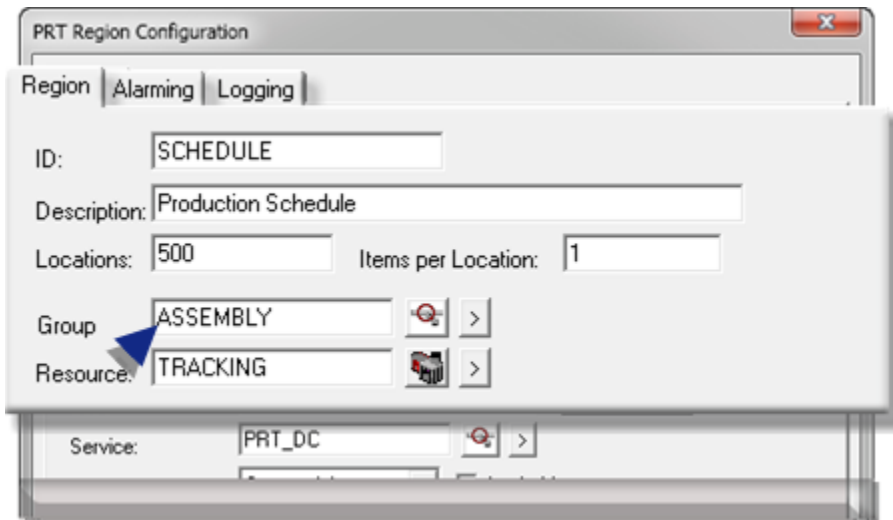 PRT Region Configuration
Region Alarming Logging
ID: SCHEDULE
Description: Production Schedule
Locations: 500 Items per Location: 1
Group ASSEMBLY >
Resource: TRACKING >
Service: PRT_DC >